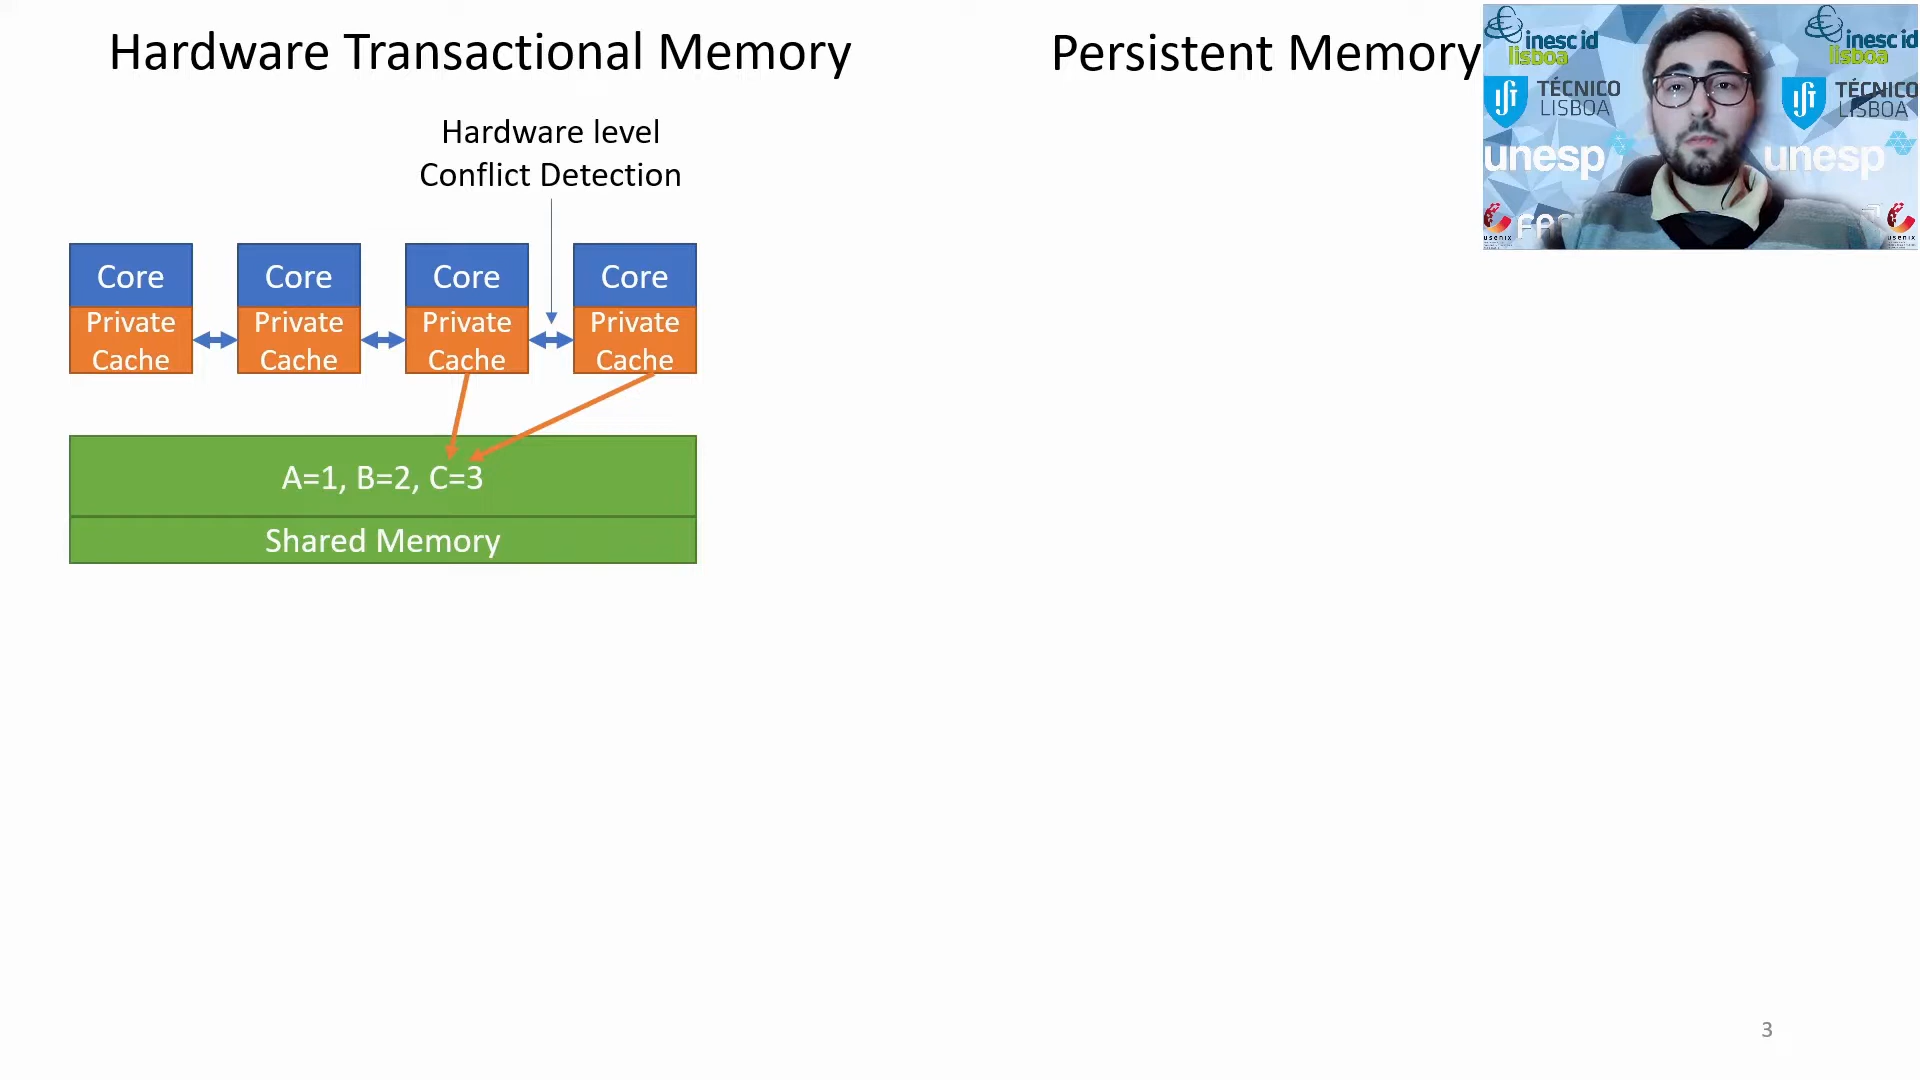 Hardware Transactional Memory
Persistent Memory
Hardware level
Conflict Detection
Core
Core
Core
Core
Private
Cache
Private
Cache
Private
Cache
Private
Cache
A=1, B=2, C=3
Shared Memory
inesc id
lisboa
inesc id
lisboa
TÉCNICO
LISBOA
TÉCNICO
LISBOA
unesp
unesp
usenix
3